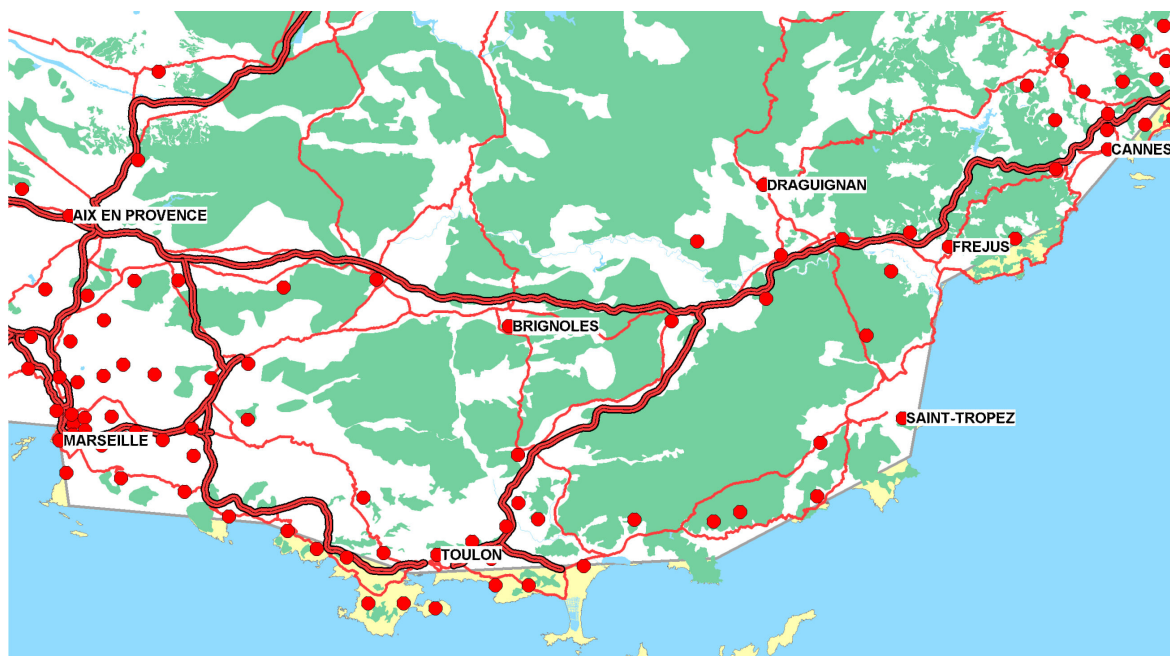 CANNES
DRAGUIGNAN
AIX EN PROVENCE
FREJUS
BRIGNOLES
SAINT-TROPEZ
MARSEILLE
TOULON